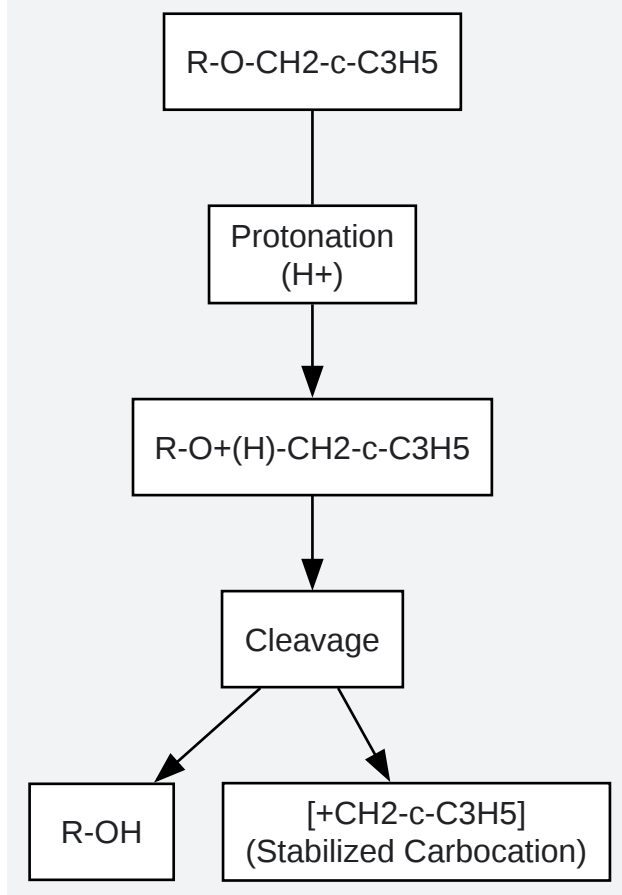 R-O-CH2-c-C3H5
Protonation
(H+)
R-O+(H)-CH2-c-C3H5
Cleavage
R-OH
[+CH2-c-C3H5]
(Stabilized Carbocation)